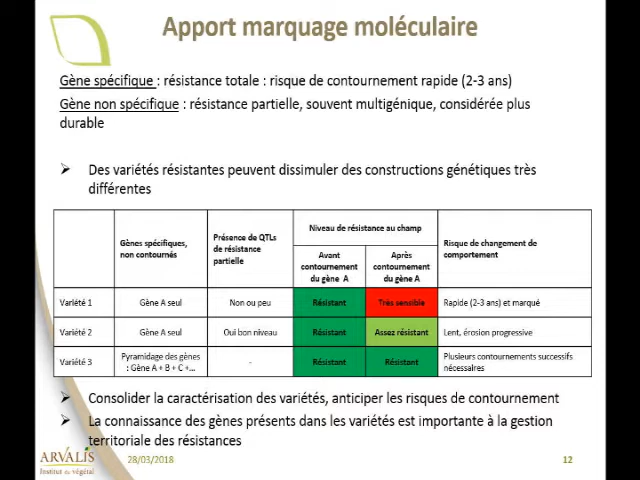 Apport marquage moléculaire
Gène spécifique : résistance totale : risque de contournement rapide (2-3 ans)
Gène non spécifique : résistance partielle, souvent multigénique, considérée plus
durable
Des variétés résistantes peuvent dissimuler des constructions génétiques très
différentes
Gènes spécifiques,
non contournés
Présence de QTLs
de résistance
partielle
Niveau de résistance au champ
Avant
contournement
du gène A
Après
contournement
du gène A
Risque de changement de
comportement
Variété 1
Gène A seul
Non ou peu
Résistant
Très sensible
Rapide (2-3 ans) et marqué
Variété 2
Gène A seul
Oui bon niveau
Résistant
Assez résistant
Lent, érosion progressive
Variété 3
Pyramidage des gènes
: Gène A + B + C +...
-
Résistant
Résistant
Plusieurs contournements successifs
nécessaires
Consolider la caractérisation des variétés, anticiper les risques de contournement
La connaissance des gènes présents dans les variétés est importante à la gestion
territoriale des résistances
ARVALIS
Institut du végétal
28/03/2018
12